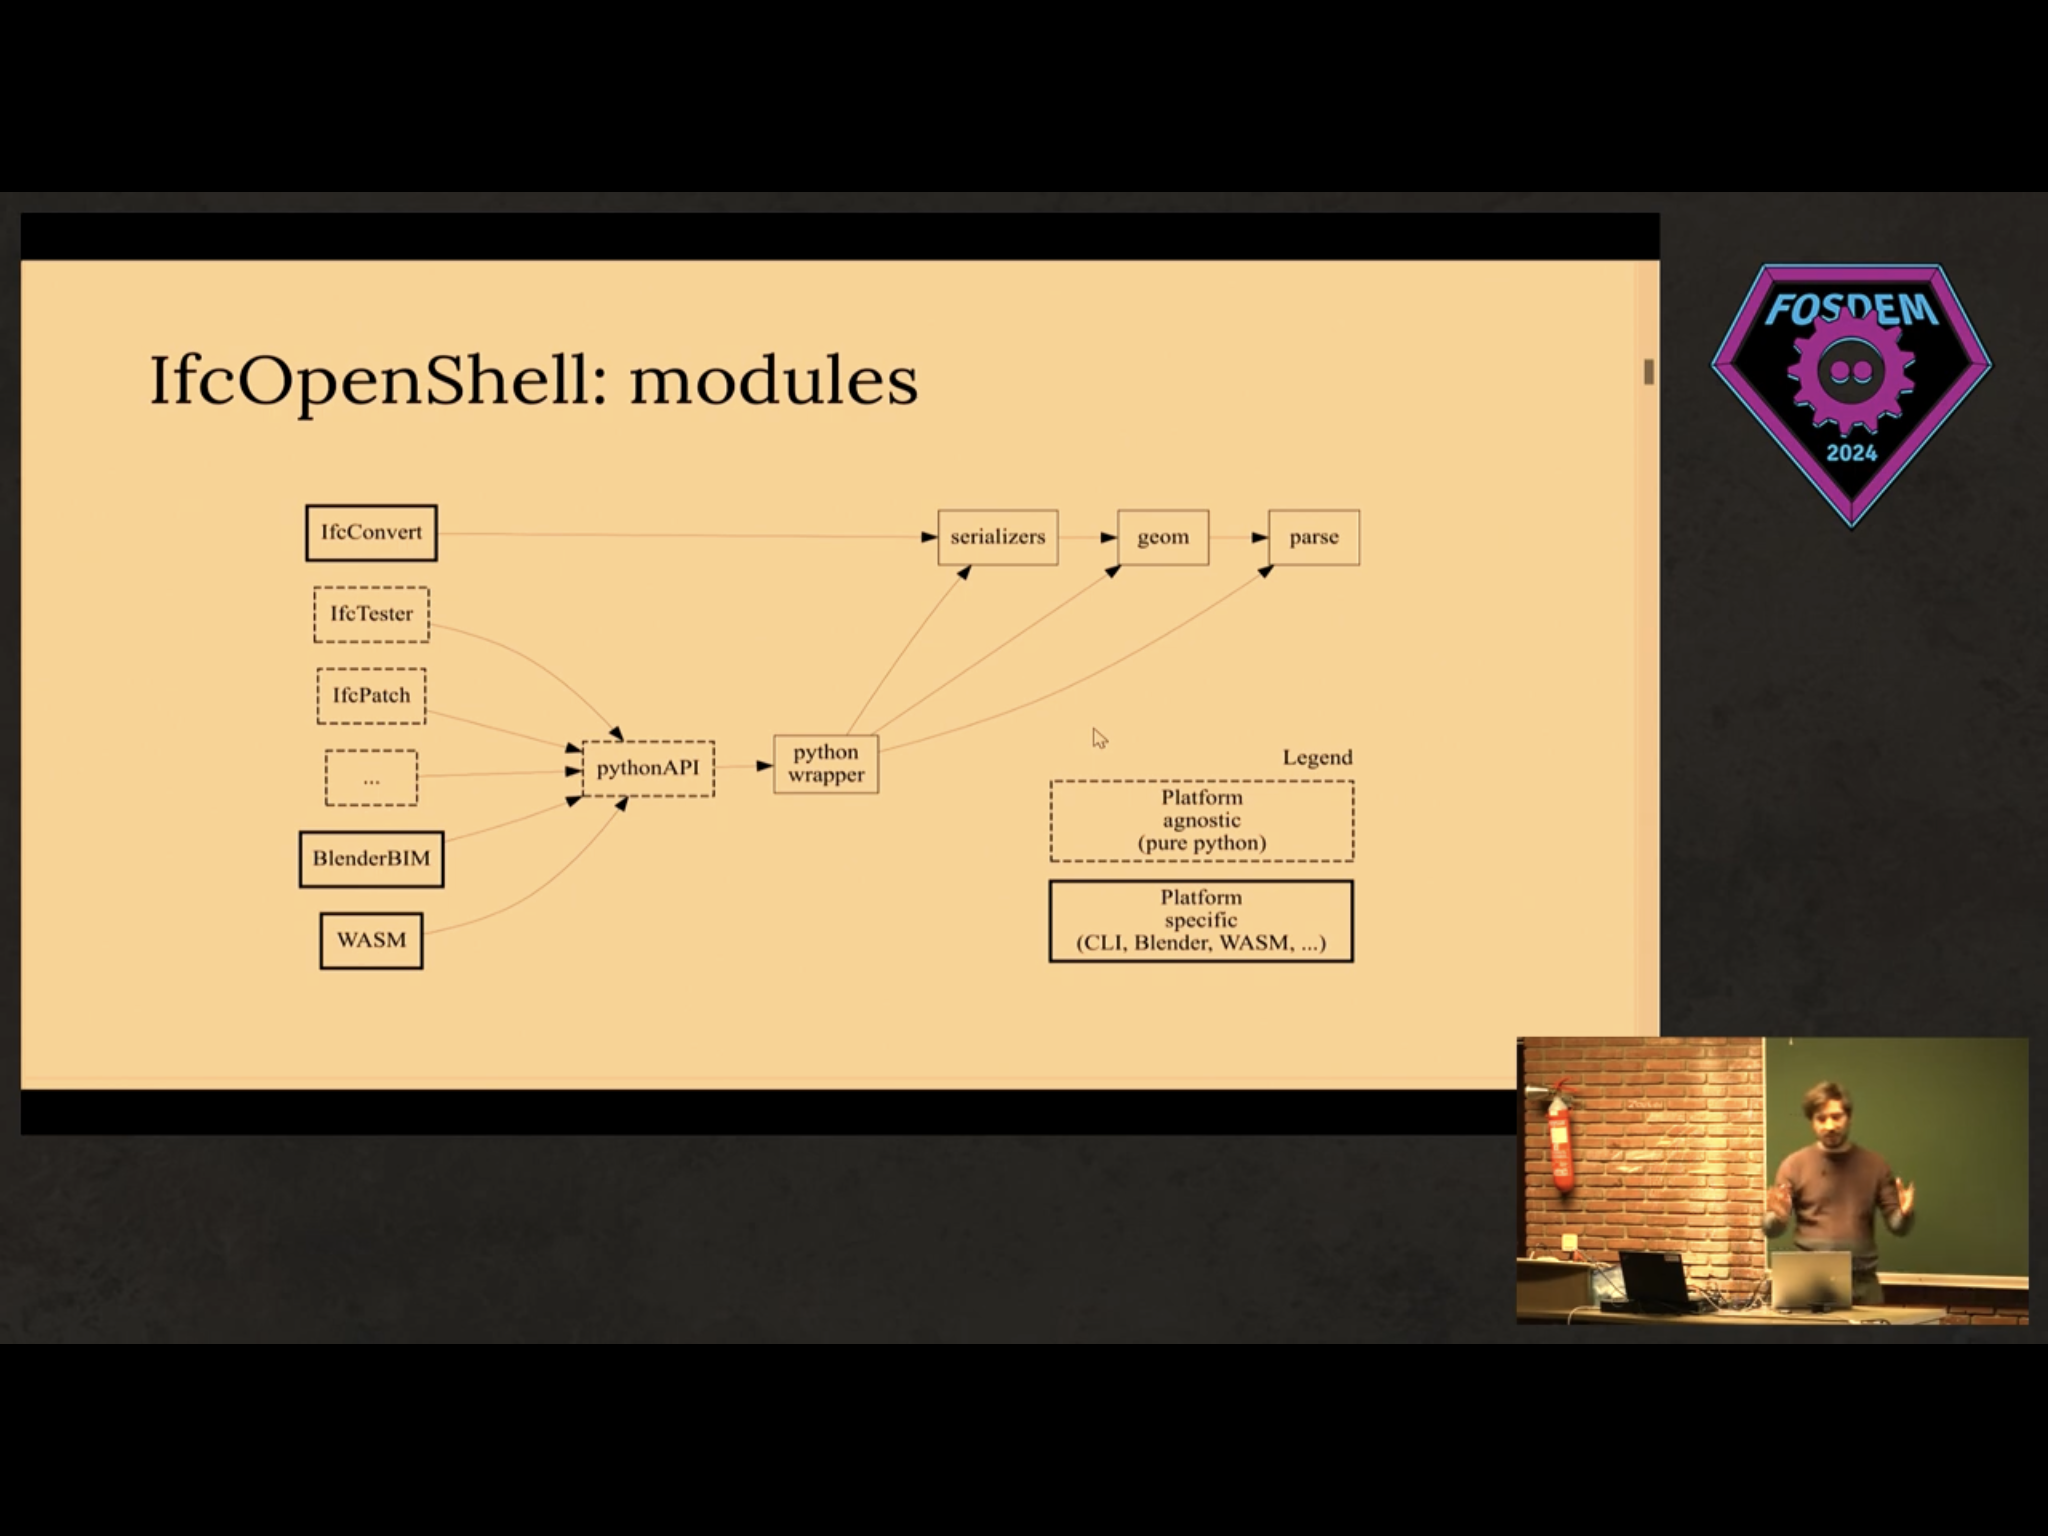 IfcOpenShell: modules
IfcConvert
serializers
geom
parse
IfcTester
IfcPatch
...
pythonAPI
python
wrapper
BlenderBIM
WASM
Legend
Platform
agnostic
(pure python)
Platform
specific
(CLI, Blender, WASM, ...)
FOSDEM
2024